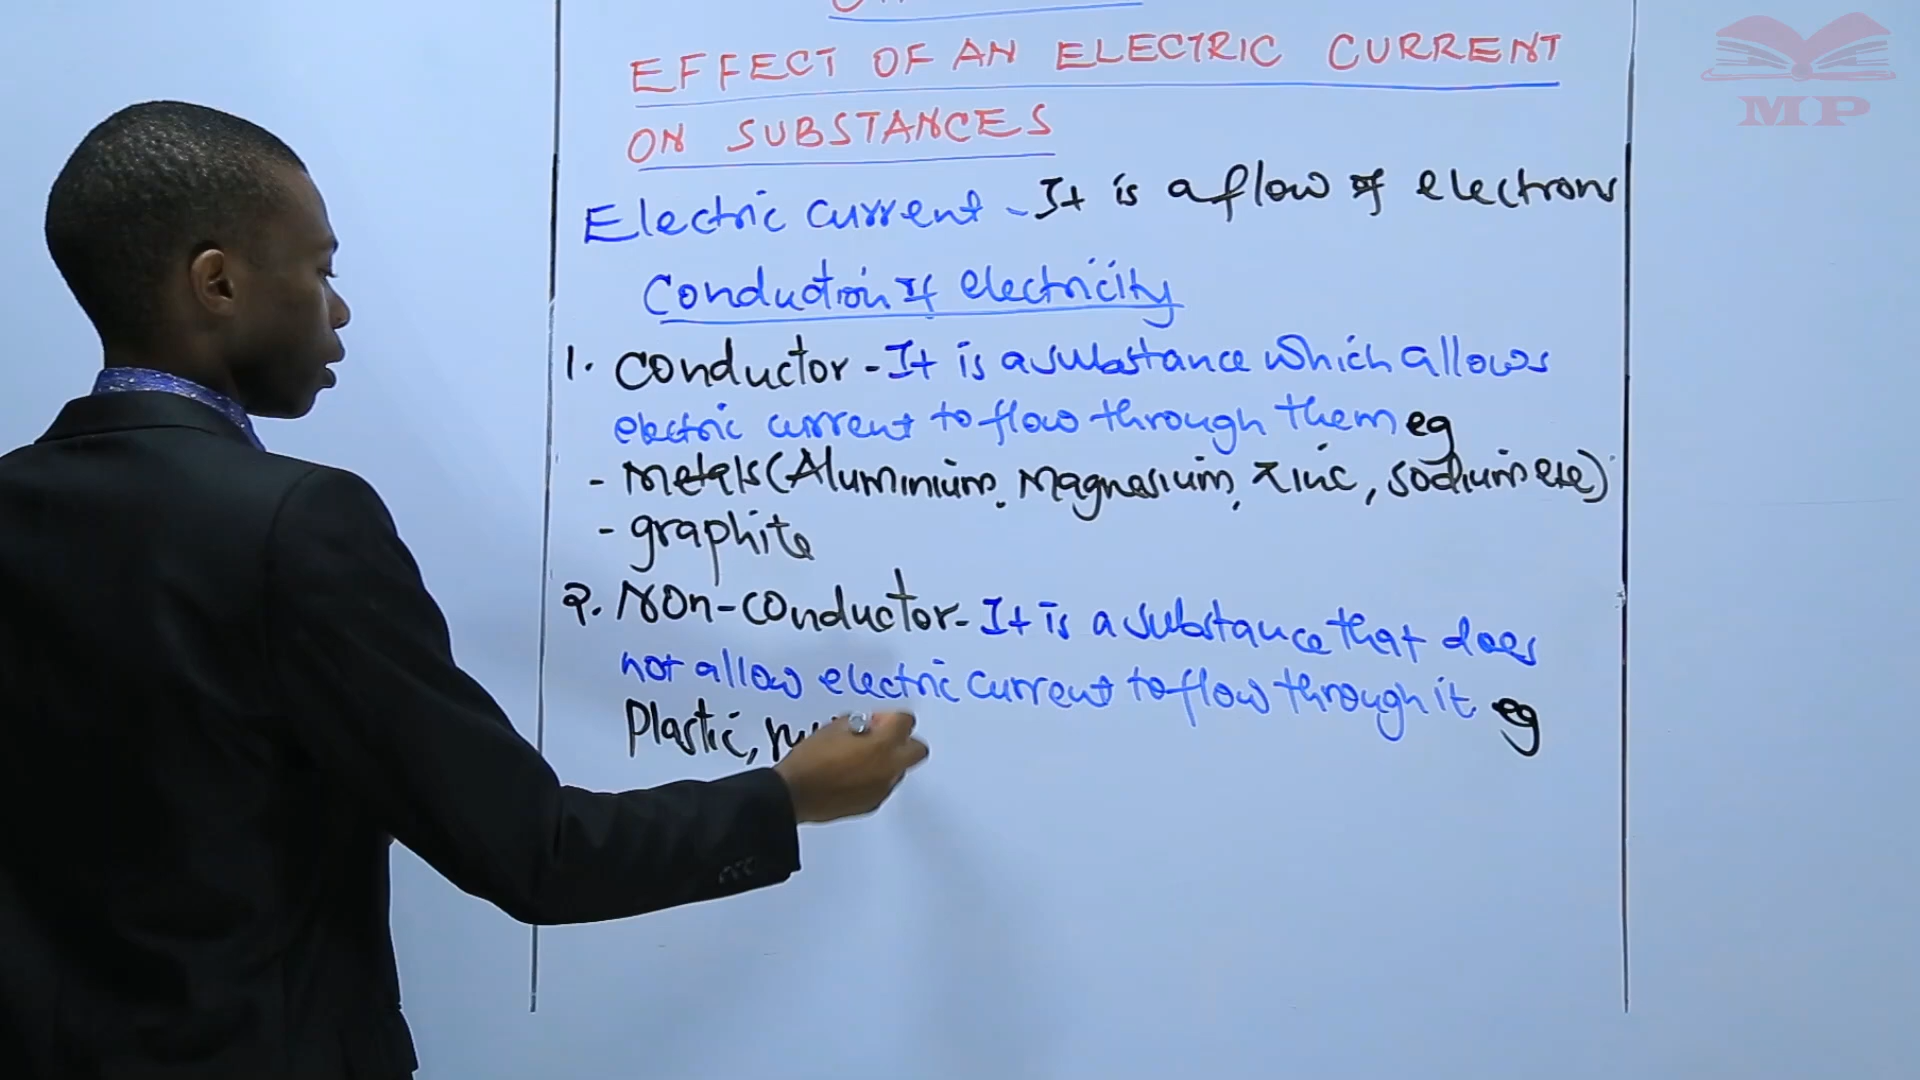 EFFECT OF AN ELECTRIC CURRENT
ON SUBSTANCES
Electric current - It is a flow of electrons
Conduction of electricity
1. Conductor - It is a substance which allows
electric current to flow through them eg
- Metals (Aluminium, Magnesium, Zinc, sodium etc)
- graphite
2. Non-conductor - It is a substance that does
not allow electric current to flow through it eg
Plastic,
MP